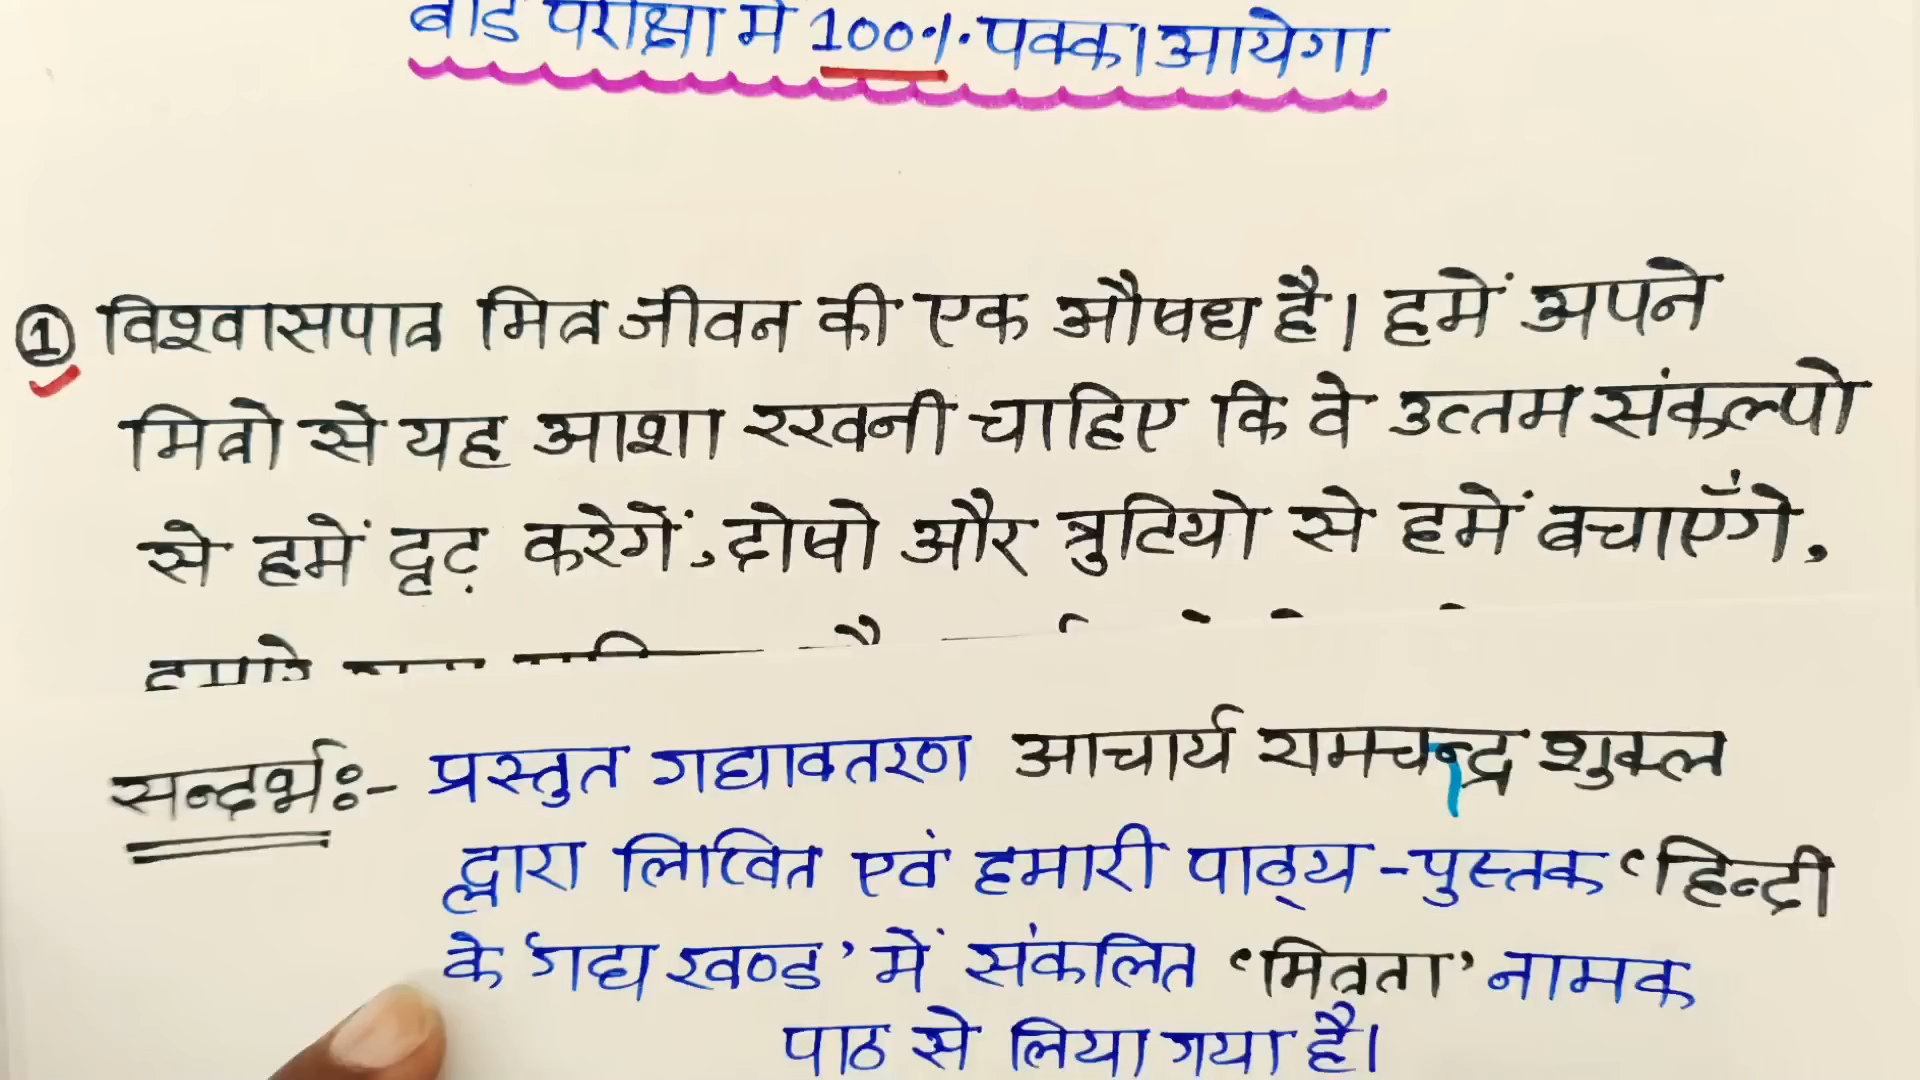 बोर्ड परीक्षा में 100% पक्का आयेगा
① विश्वासपात्र मित्र जीवन की एक औषध है। हमें अपने
मित्रो से यह आशा रखनी चाहिए कि वे उत्तम संकल्पो
से हमें दृढ़ करेगें, दोषो और त्रुटियो से हमें बचाएँगे,
हमारे
सन्दर्भः- प्रस्तुत गद्यावतरण आचार्य रामचन्द्र शुक्ल
द्वारा लिखित एवं हमारी पाठ्य-पुस्तक 'हिन्दी
के 'गद्य खण्ड' में संकलित 'मित्रता' नामक
पाठ से लिया गया है।